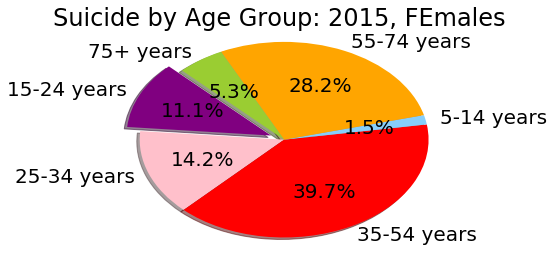 Suicide by Age Group: 2015, FEmales
55-74 years
75+ years
28.2%
5.3%
15-24 years
11.1%
5-14 years
1.5%
14.2%
25-34 years
39.7%
35-54 years